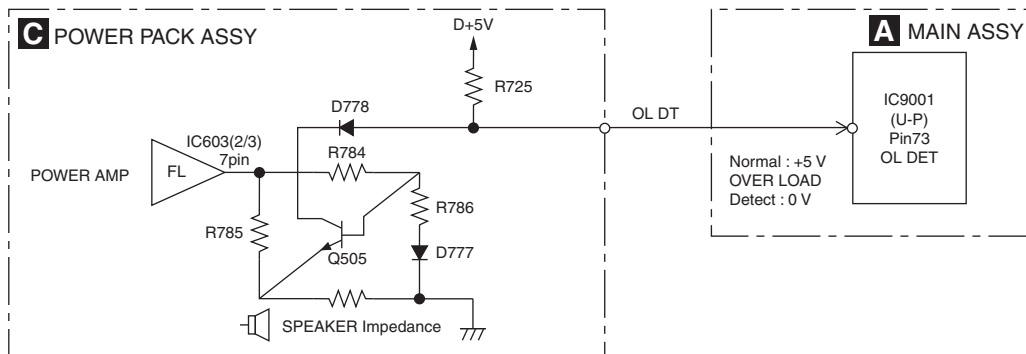 C POWER PACK ASSY
A MAIN ASSY
D+5V
R725
D778
OL DT
IC9001
(U-P)
Pin73
OL DET
IC603(2/3)
7pin
R784
POWER AMP
FL
Normal : +5 V
OVER LOAD
Detect : 0 V
R786
R785
Q505
D777
SPEAKER Impedance